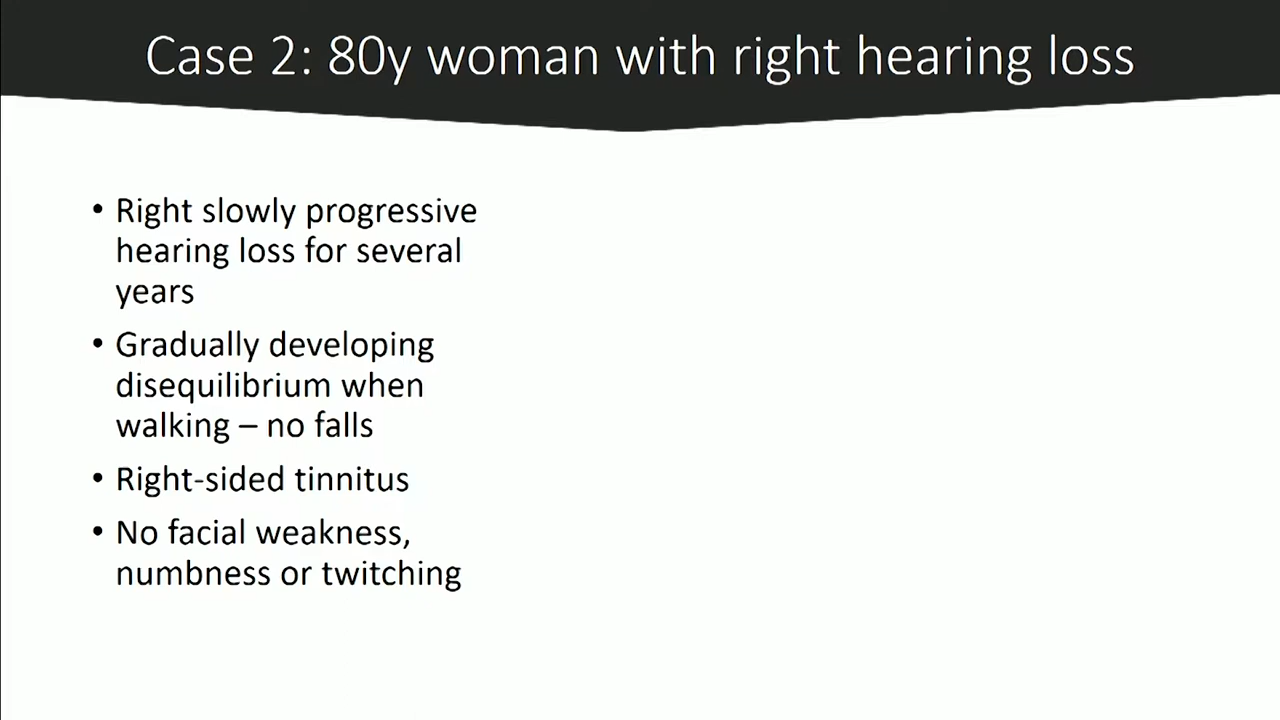 Case 2: 80y woman with right hearing loss
• Right slowly progressive
hearing loss for several
years
• Gradually developing
disequilibrium when
walking – no falls
• Right-sided tinnitus
• No facial weakness,
numbness or twitching